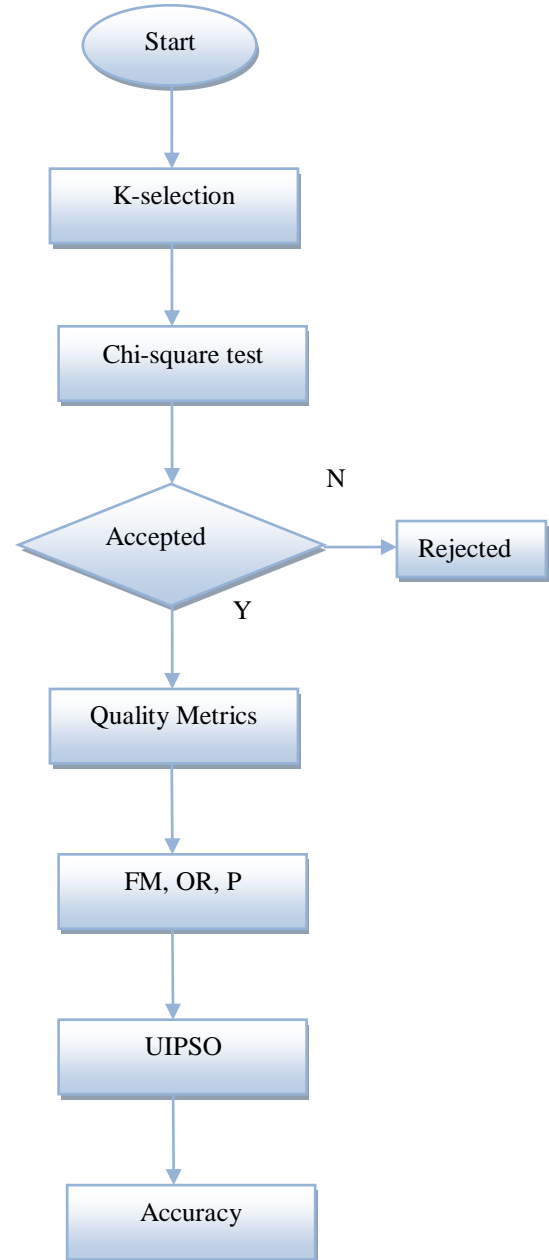 Start
K-selection
Chi-square test
N
Accepted
Rejected
Y
Quality Metrics
FM, OR, P
UIPSO
Accuracy